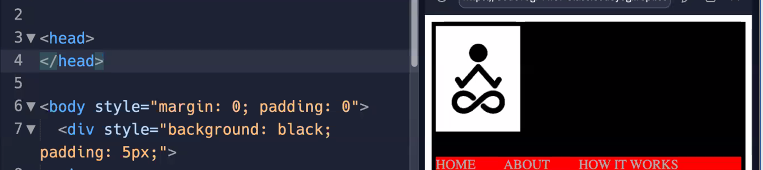 2
3 <head>
4 </head>
5
6 <body style="margin: 0; padding: 0">
7 <div style="background: black;
padding: 5px;">
HOME ABOUT HOW IT WORKS